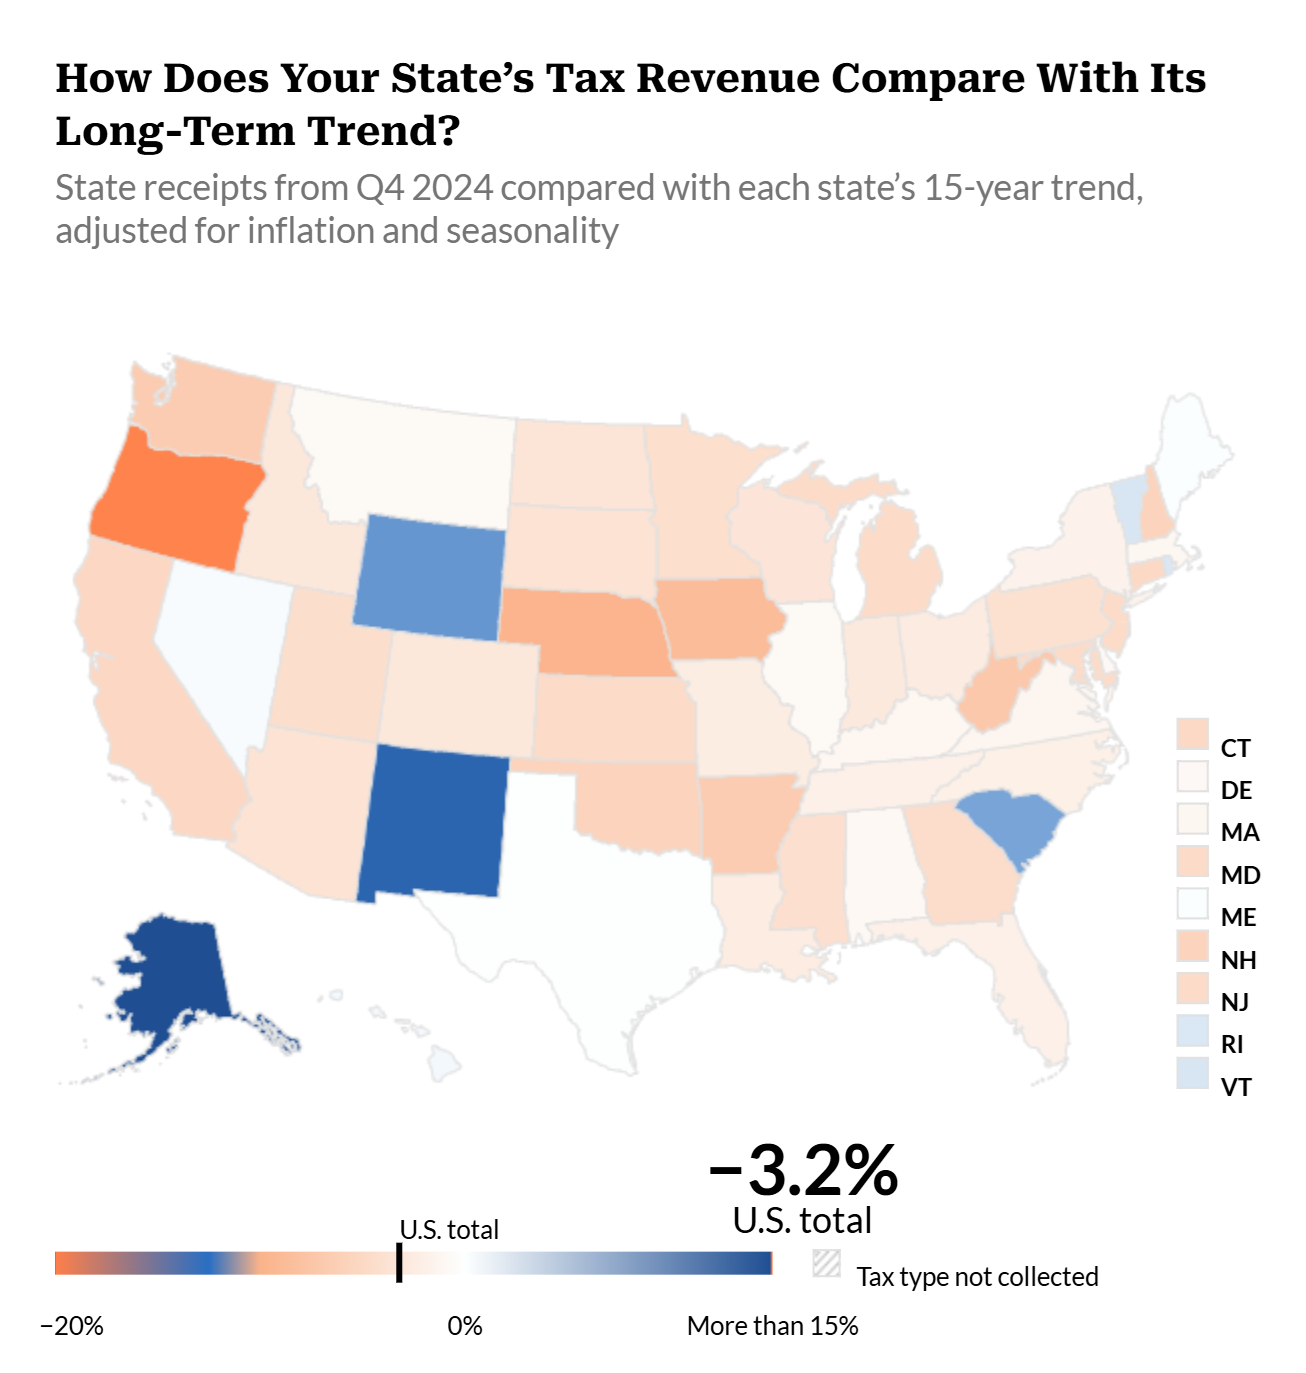 How Does Your State’s Tax Revenue Compare With Its
Long-Term Trend?
State receipts from Q4 2024 compared with each state’s 15-year trend,
adjusted for inflation and seasonality
CT
DE
MA
MD
ME
NH
NJ
RI
VT
−3.2%
U.S. total
U.S. total
Tax type not collected
−20%
0%
More than 15%